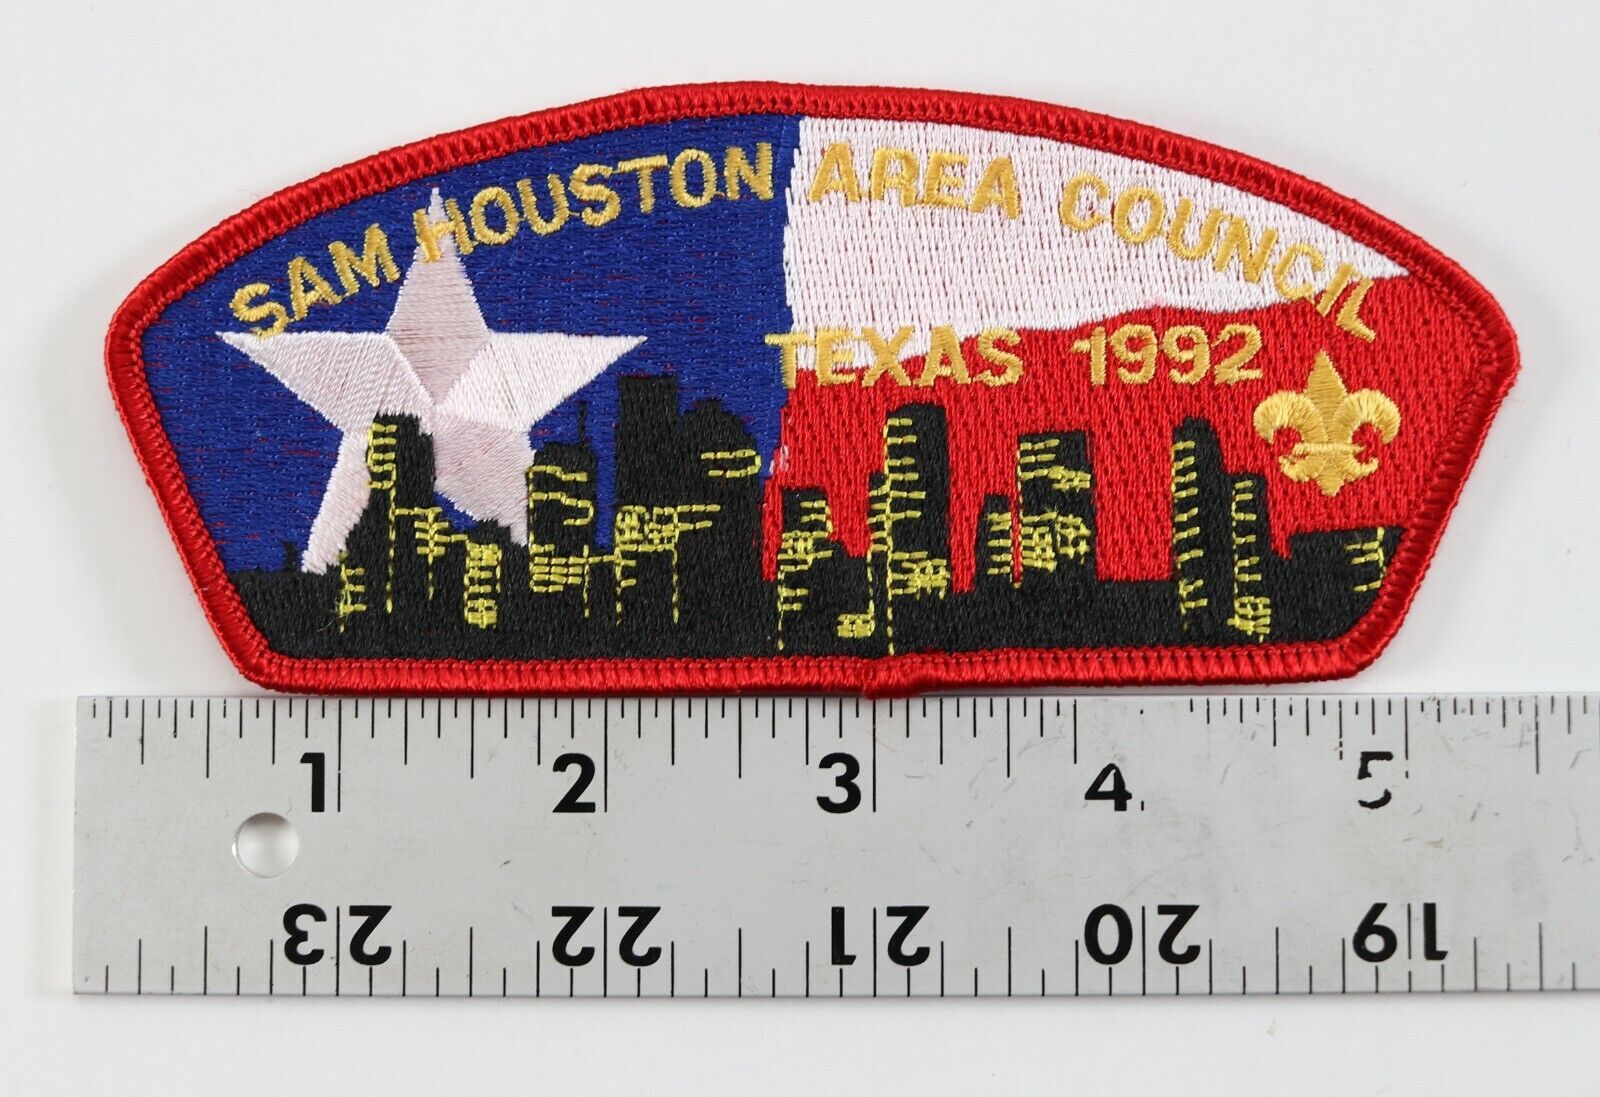 SAM HOUSTON AREA COUNCIL
TEXAS 1992
1 2 3 4 5
23 22 21 20 19